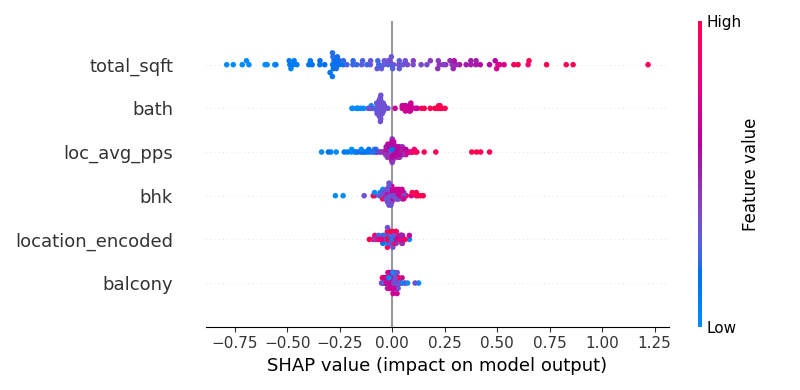 High
total_sqft
bath
loc_avg_pps
bhk
location_encoded
balcony
Feature value
Low
−0.75 −0.50 −0.25 0.00 0.25 0.50 0.75 1.00 1.25
SHAP value (impact on model output)